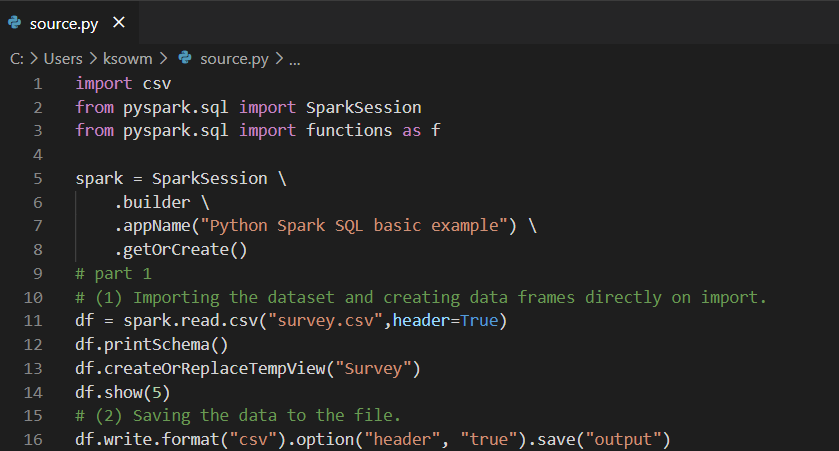 source.py ×
C: > Users > ksowm > source.py > ...
1 import csv
2 from pyspark.sql import SparkSession
3 from pyspark.sql import functions as f
4
5 spark = SparkSession \
6     .builder \
7     .appName("Python Spark SQL basic example") \
8     .getOrCreate()
9 # part 1
10 # (1) Importing the dataset and creating data frames directly on import.
11 df = spark.read.csv("survey.csv",header=True)
12 df.printSchema()
13 df.createOrReplaceTempView("Survey")
14 df.show(5)
15 # (2) Saving the data to the file.
16 df.write.format("csv").option("header", "true").save("output")